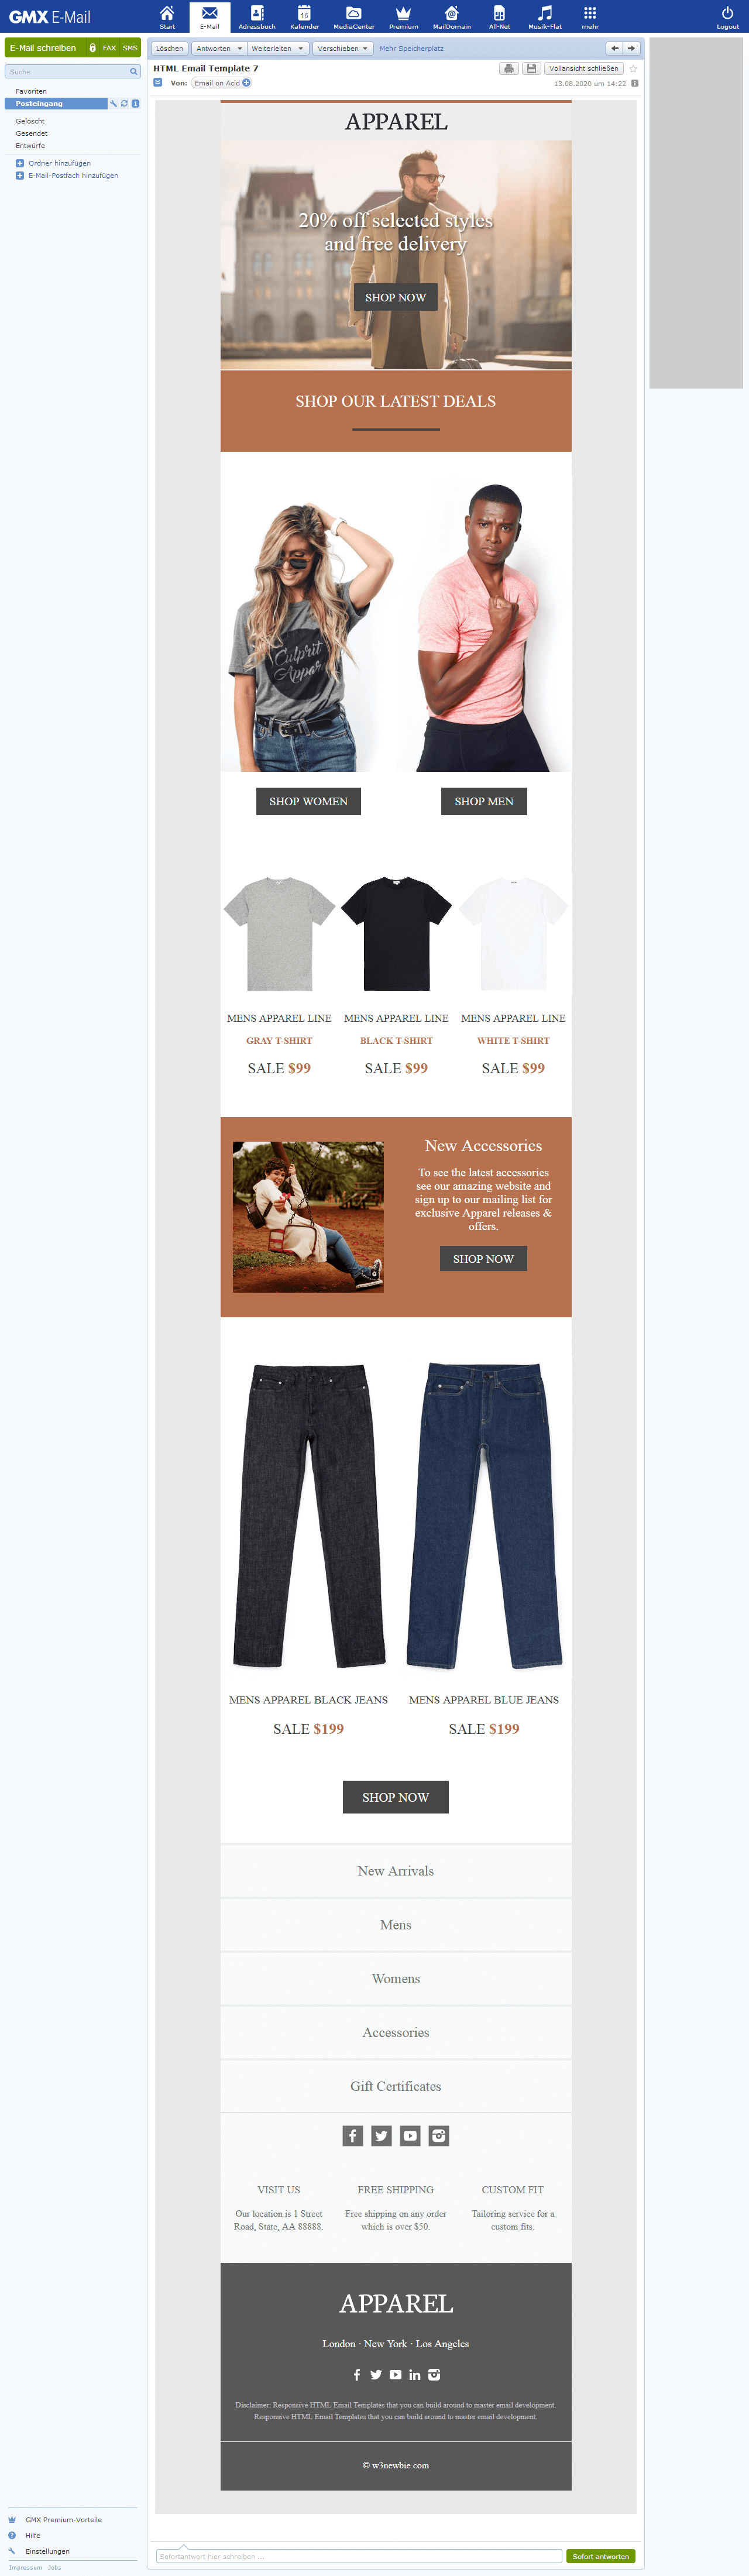 GMX E-Mail
Start
E-Mail
Adressbuch
16
Kalender
MediaCenter
Premium
MailDomain
All-Net
Musik-Flat
mehr
Logout
E-Mail schreiben FAX SMS
Suche
Favoriten
Posteingang 1
Gelöscht
Gesendet
Entwürfe
Ordner hinzufügen
E-Mail-Postfach hinzufügen
Löschen Antworten Weiterleiten Verschieben Mehr Speicherplatz
HTML Email Template 7
Vollansicht schließen
Von: Email on Acid
13.08.2020 um 14:22
APPAREL
20% off selected styles
and free delivery
SHOP NOW
SHOP OUR LATEST DEALS
Culprit
Appar
SHOP WOMEN
SHOP MEN
MENS APPAREL LINE
GRAY T-SHIRT
SALE $99
MENS APPAREL LINE
BLACK T-SHIRT
SALE $99
MENS APPAREL LINE
WHITE T-SHIRT
SALE $99
New Accessories
To see the latest accessories
see our amazing website and
sign up to our mailing list for
exclusive Apparel releases &
offers.
SHOP NOW
MENS APPAREL BLACK JEANS
SALE $199
MENS APPAREL BLUE JEANS
SALE $199
SHOP NOW
New Arrivals
Mens
Womens
Accessories
Gift Certificates
VISIT US
Our location is 1 Street
Road, State, AA 88888.
FREE SHIPPING
Free shipping on any order
which is over $50.
CUSTOM FIT
Tailoring service for a
custom fits.
APPAREL
London · New York · Los Angeles
Disclaimer: Responsive HTML Email Templates that you can build around to master email development.
Responsive HTML Email Templates that you can build around to master email development.
© w3newbie.com
GMX Premium-Vorteile
Hilfe
Einstellungen
Impressum Jobs
Sofortantwort hier schreiben ...
Sofort antworten